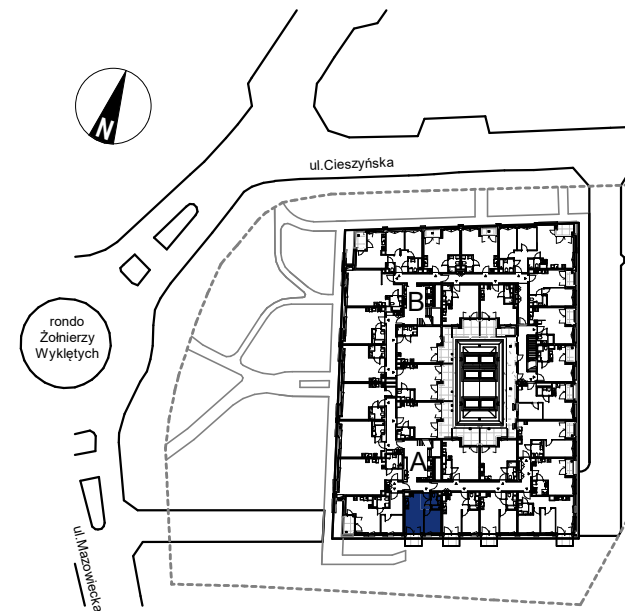 N
ul.Cieszyńska
B
rondo
Żołnierzy
Wyklętych
A
ul.Mazowiecka